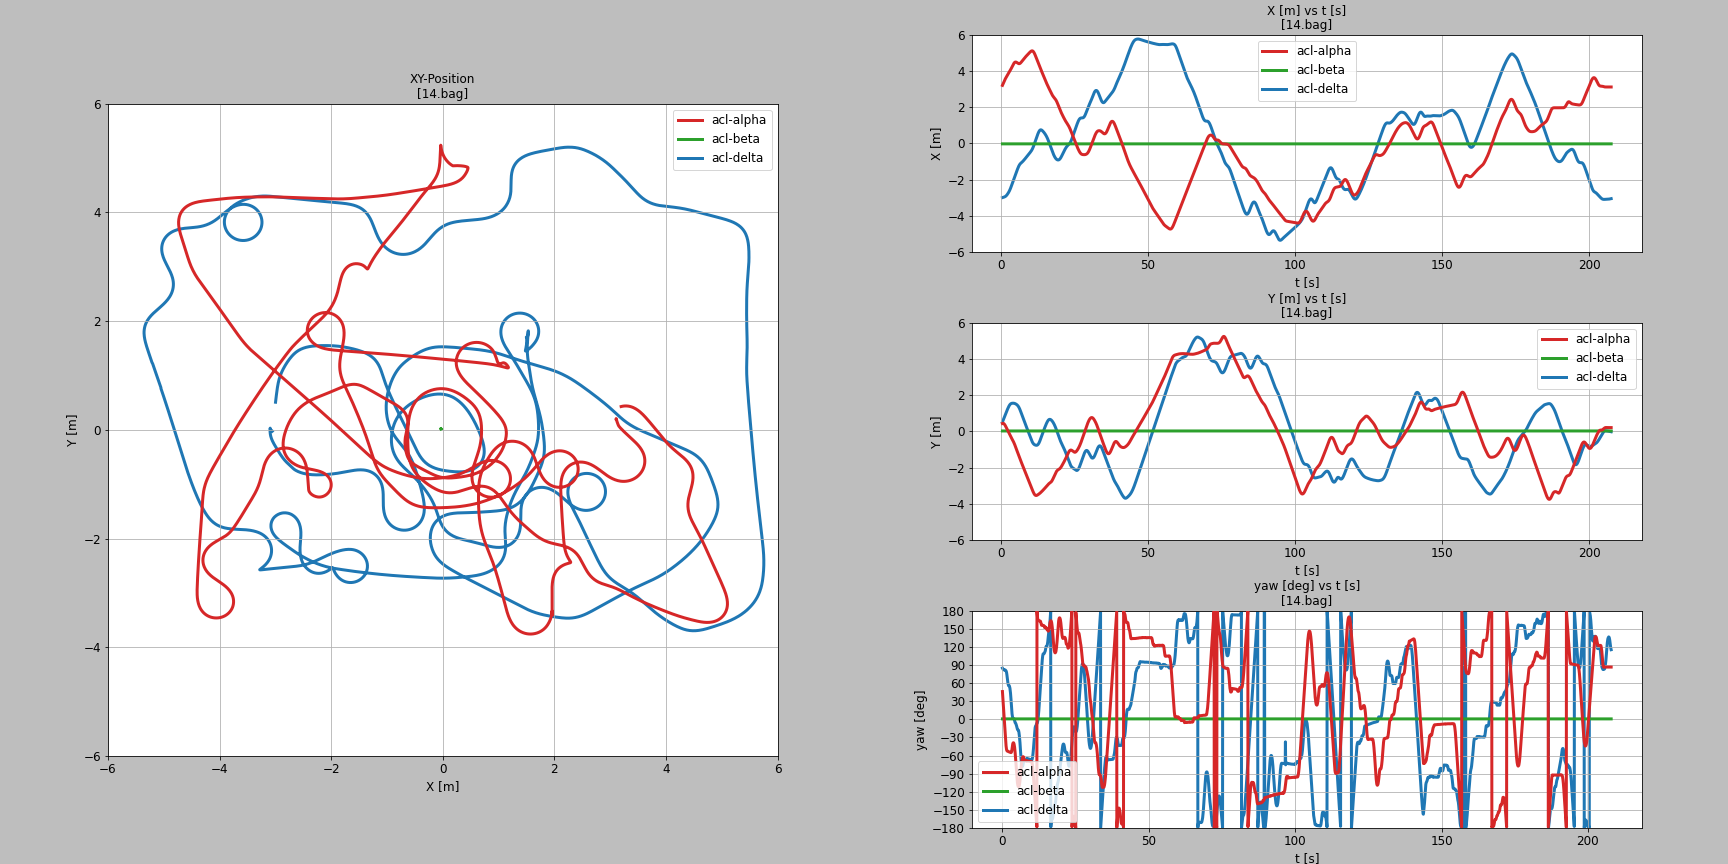 XY-Position
[14.bag]
6
4
2
0
−2
−4
−6
−6
−4
−2
0
2
4
6
X [m]
Y [m]
acl-alpha
acl-beta
acl-delta
X [m] vs t [s]
[14.bag]
6
4
2
0
−2
−4
−6
0
50
100
150
200
t [s]
X [m]
acl-alpha
acl-beta
acl-delta
Y [m] vs t [s]
[14.bag]
6
4
2
0
−2
−4
−6
0
50
100
150
200
t [s]
Y [m]
acl-alpha
acl-beta
acl-delta
yaw [deg] vs t [s]
[14.bag]
180
150
120
90
60
30
0
−30
−60
−90
−120
−150
−180
0
50
100
150
200
t [s]
yaw [deg]
acl-alpha
acl-beta
acl-delta